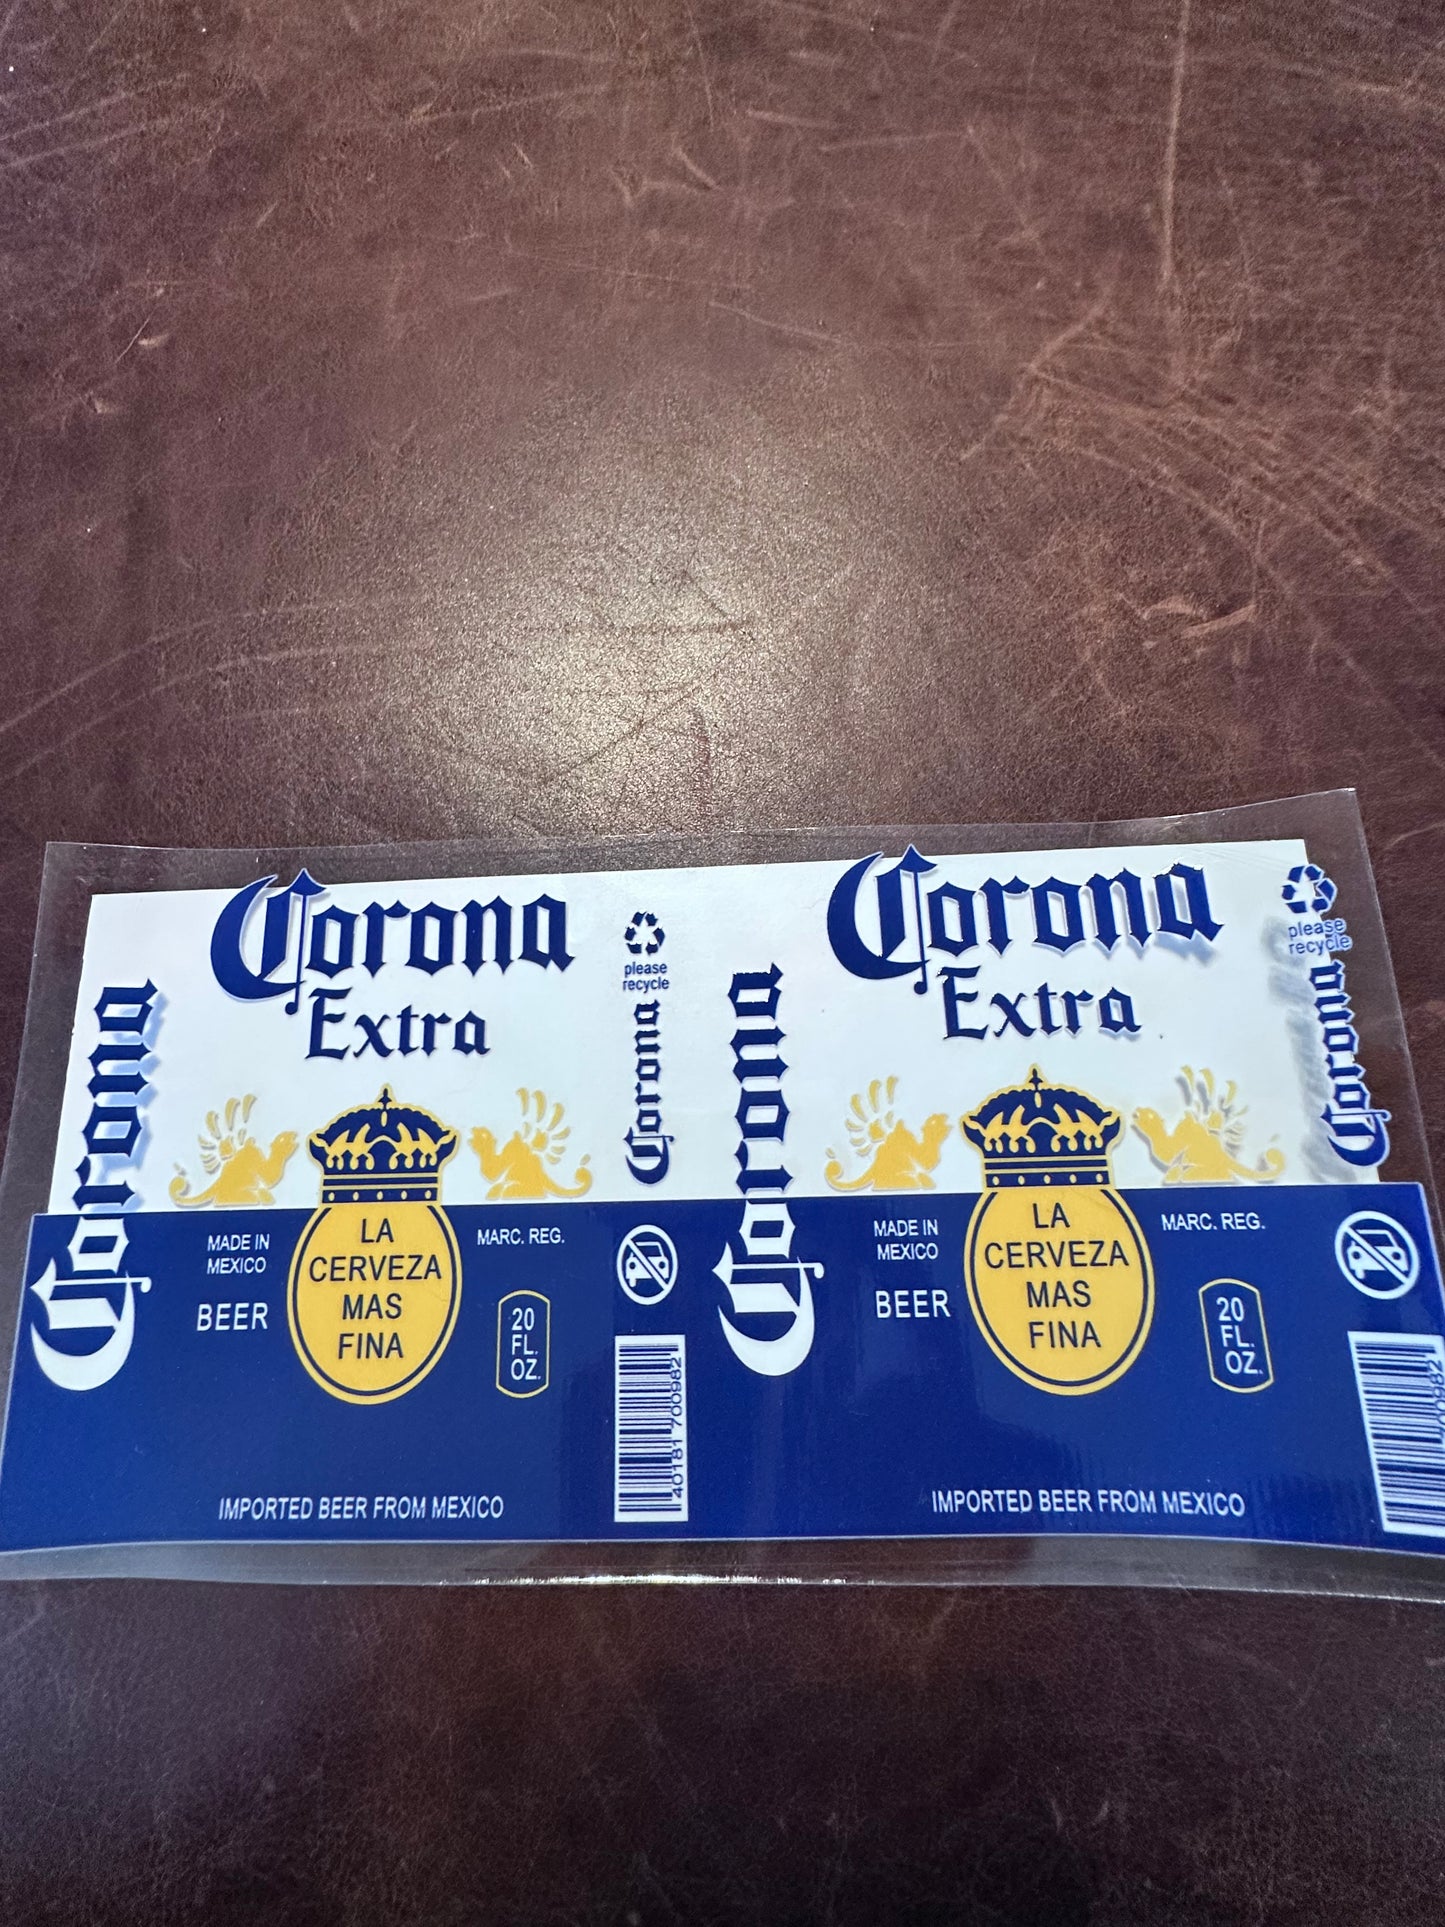 Corona
Extra
Corona
please
recycle
Corona
LA
CERVEZA
MAS
FINA
MADE IN
MEXICO
BEER
MARC. REG.
20
FL.
OZ.
40181 700982
IMPORTED BEER FROM MEXICO
Corona
Extra
Corona
please
recycle
Corona
LA
CERVEZA
MAS
FINA
MADE IN
MEXICO
BEER
MARC. REG.
20
FL.
OZ.
IMPORTED BEER FROM MEXICO